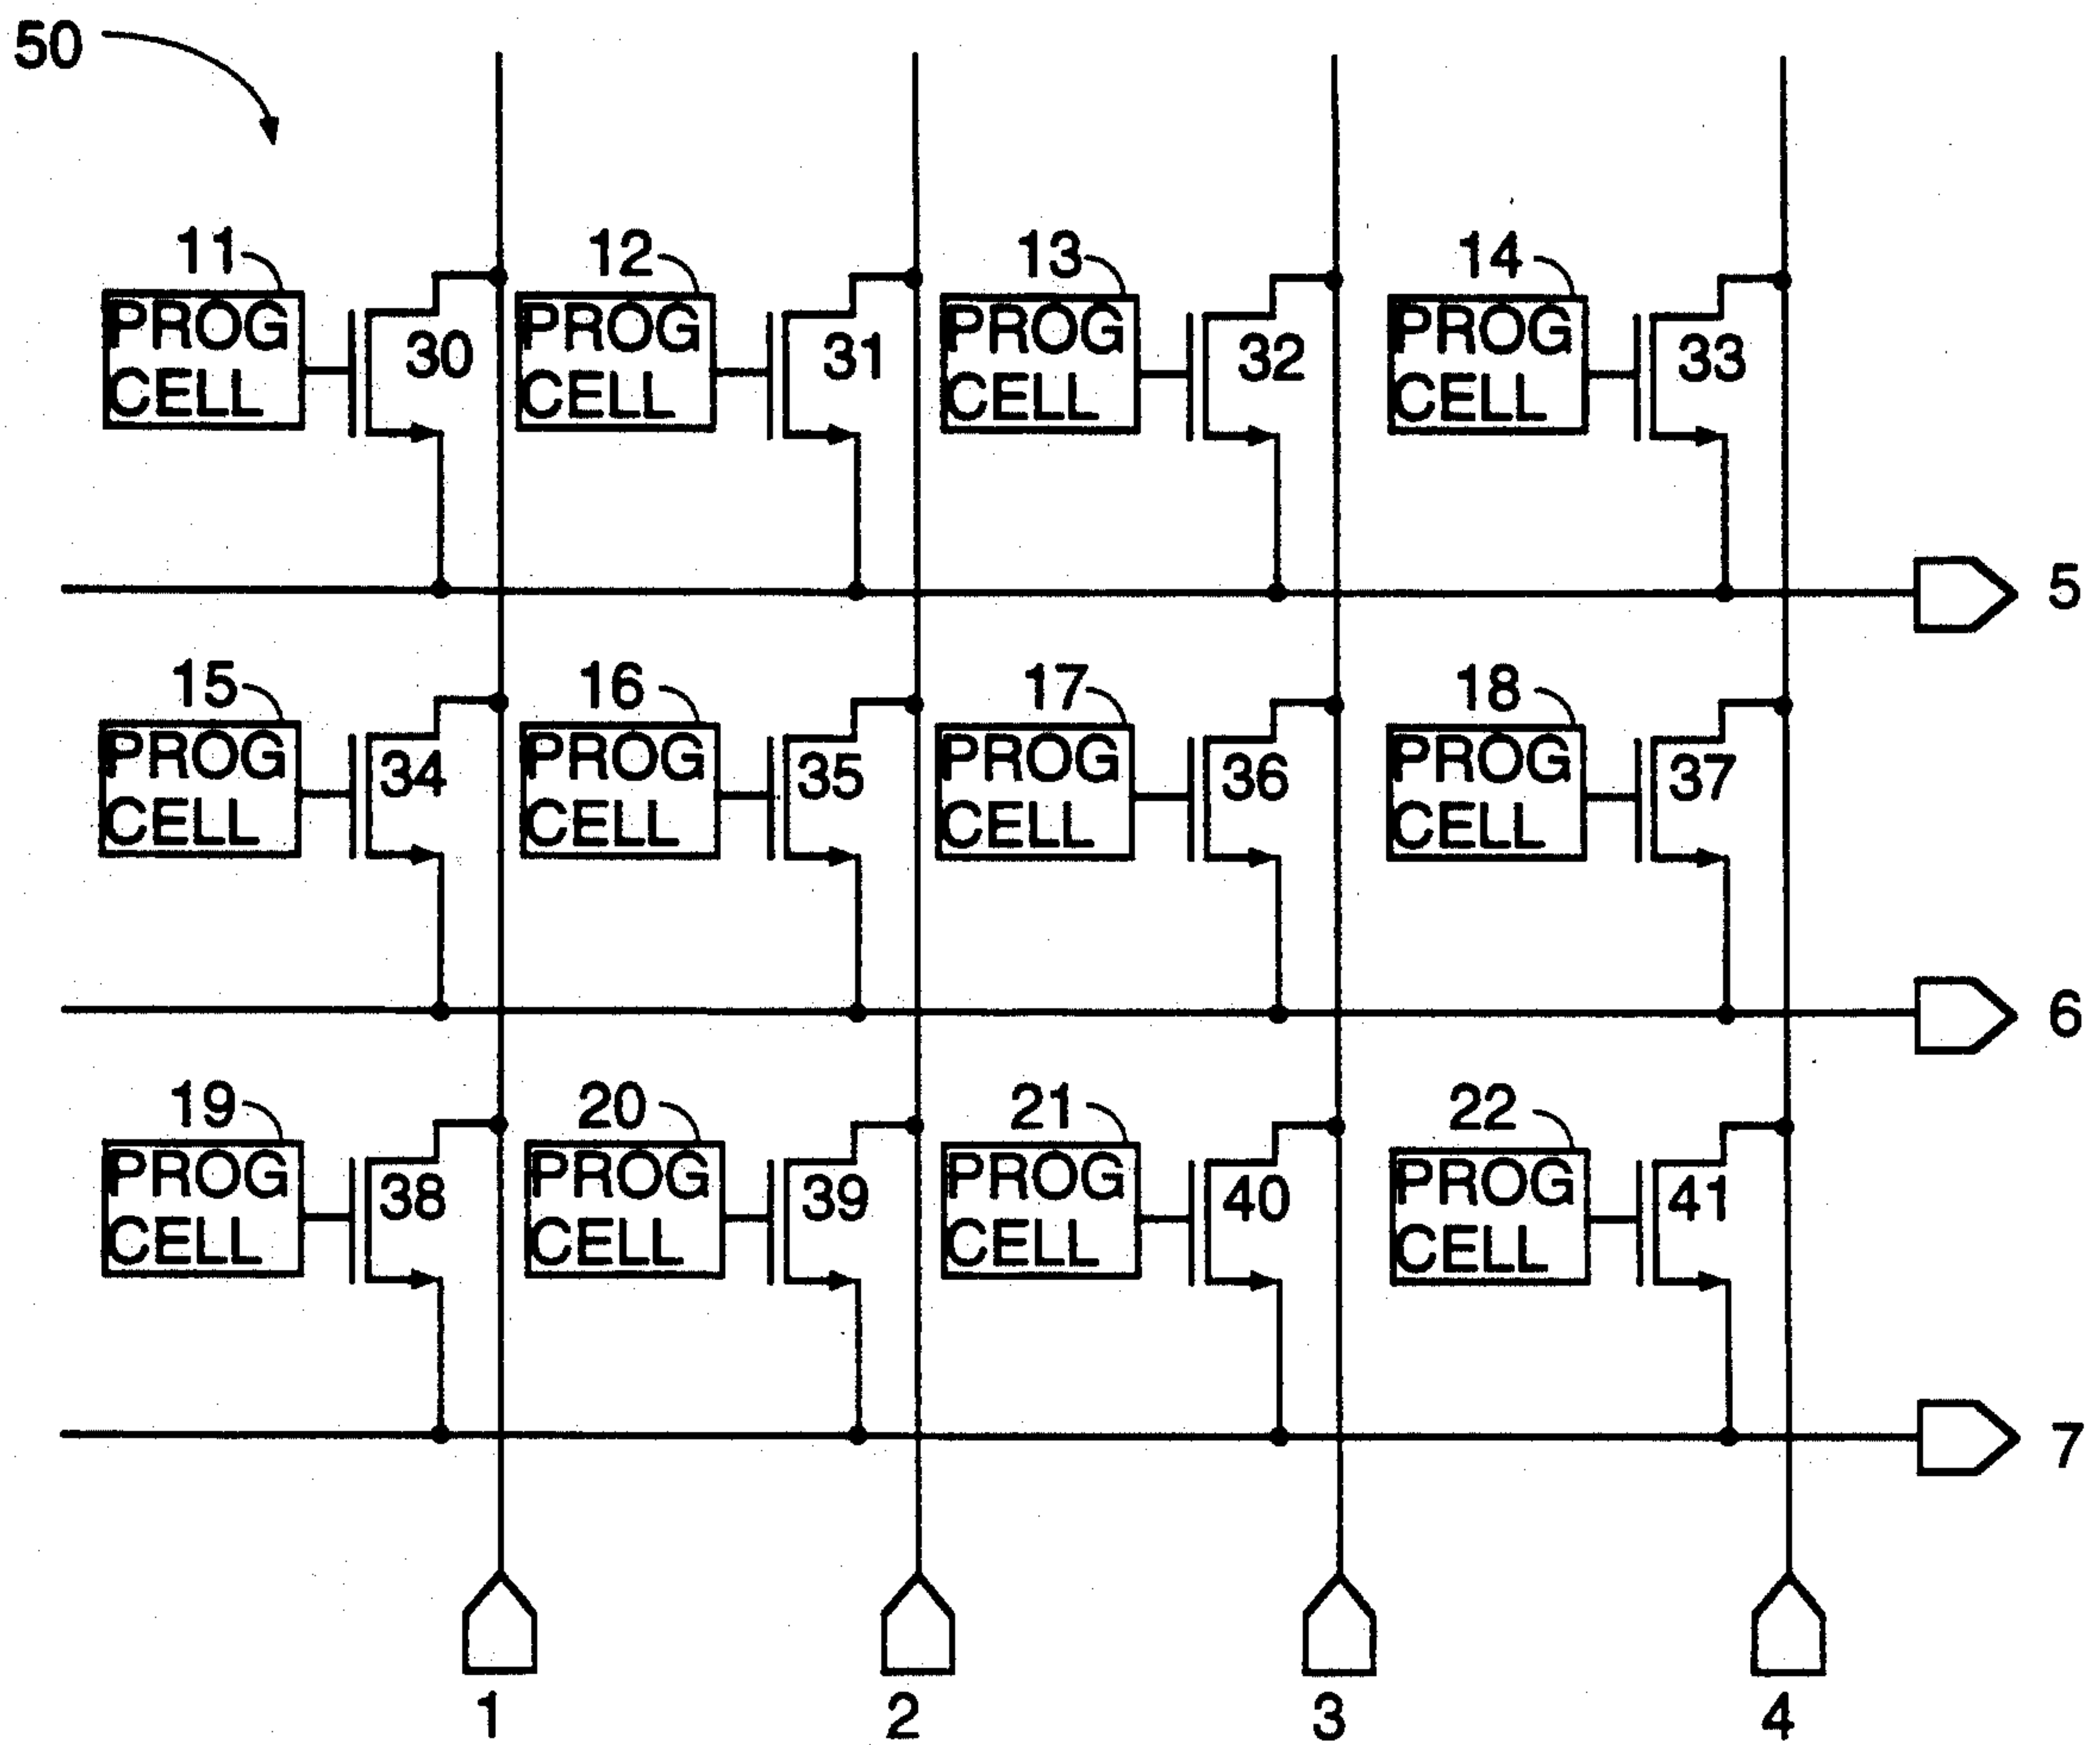 50
11 12 13 14
PROG CELL 30 PROG CELL 31 PROG CELL 32 PROG CELL 33
5
15 16 17 18
PROG CELL 34 PROG CELL 35 PROG CELL 36 PROG CELL 37
6
19 20 21 22
PROG CELL 38 PROG CELL 39 PROG CELL 40 PROG CELL 41
7
1 2 3 4